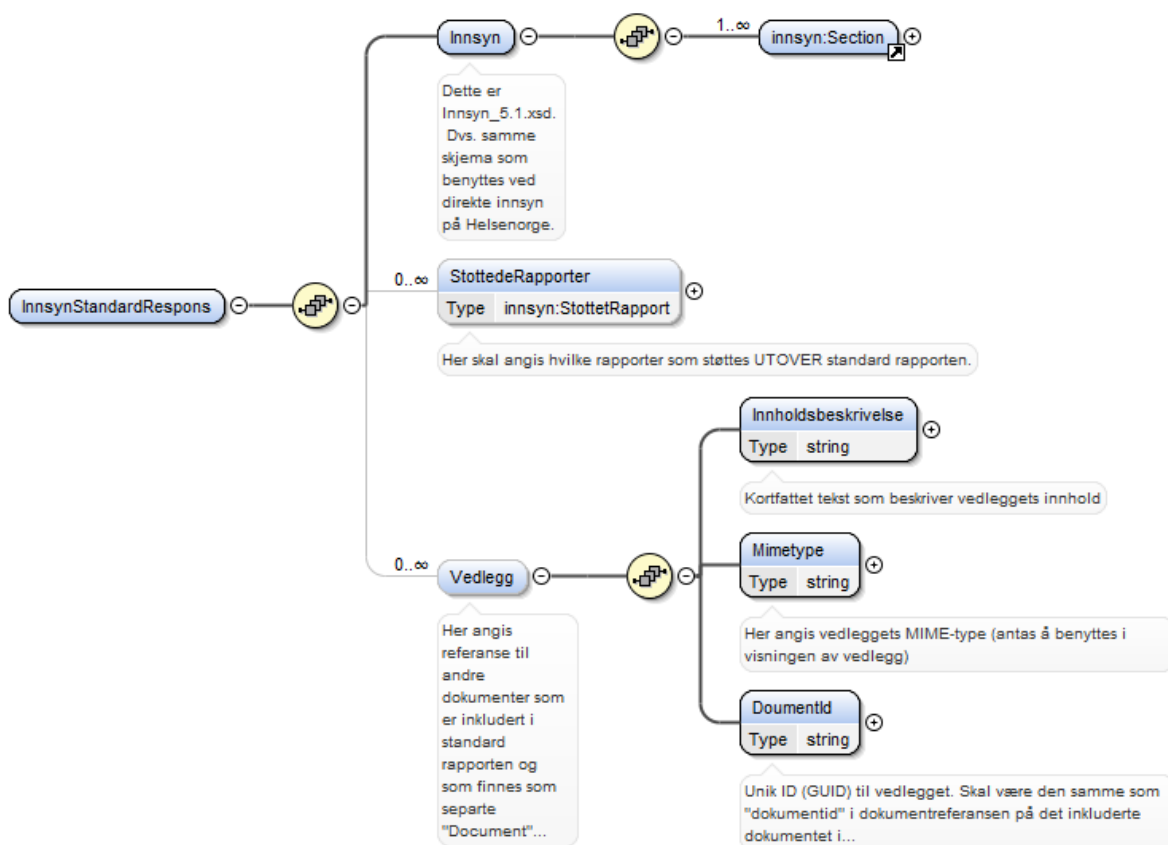 Innsyn
1..∞
innsyn:Section
Dette er
Innsyn_5.1.xsd.
Dvs. samme
skjema som
benyttes ved
direkte innsyn
på Helsenorge.
InnsynStandardRespons
0..∞
StottedeRapporter
Type innsyn:StottetRapport
Her skal angis hvilke rapporter som støttes UTOVER standard rapporten.
0..∞
Vedlegg
Her angis
referanse til
andre
dokumenter som
er inkludert i
standard
rapporten og
som finnes som
separte
"Document"...
Innholdsbeskrivelse
Type string
Kortfattet tekst som beskriver vedleggets innhold
Mimetype
Type string
Her angis vedleggets MIME-type (antas å benyttes i
visningen av vedlegg)
DoumentId
Type string
Unik ID (GUID) til vedlegget. Skal være den samme som
"dokumentid" i dokumentreferansen på det inkluderte
dokumentet i...